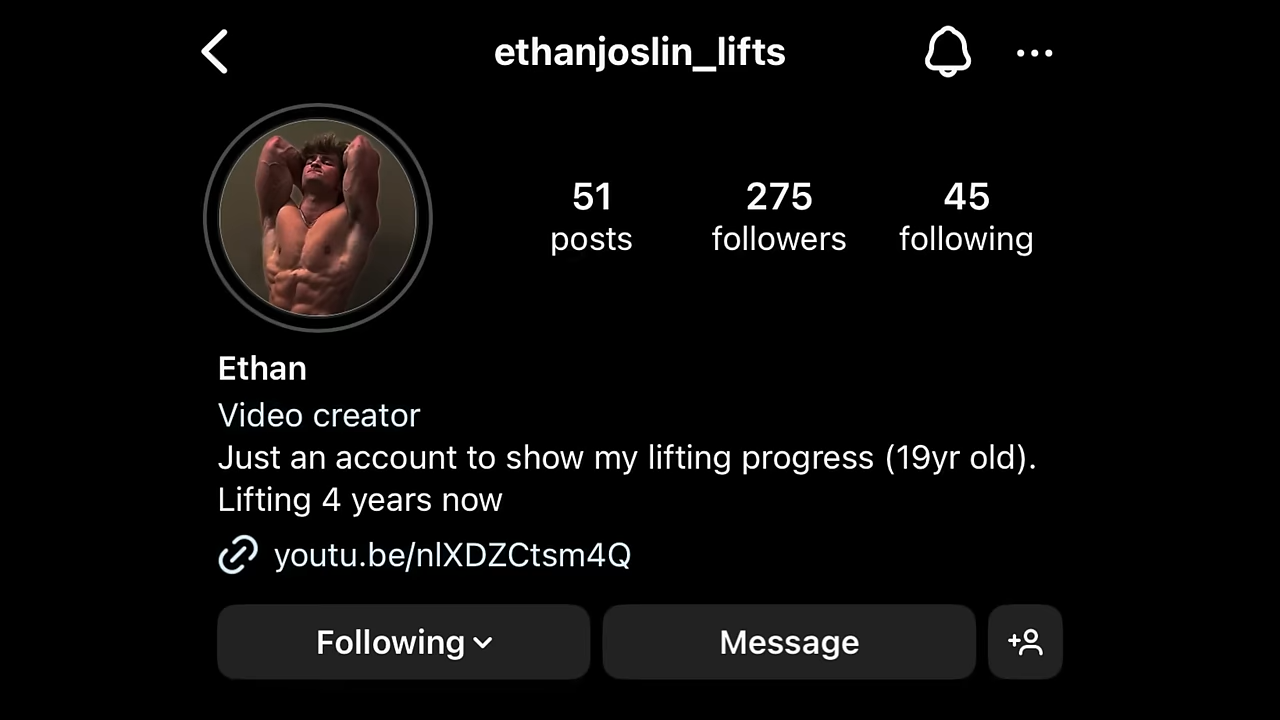 ethanjoslin_lifts
51
posts
275
followers
45
following
Ethan
Video creator
Just an account to show my lifting progress (19yr old).
Lifting 4 years now
youtu.be/nlXDZCtsm4Q
Following
Message